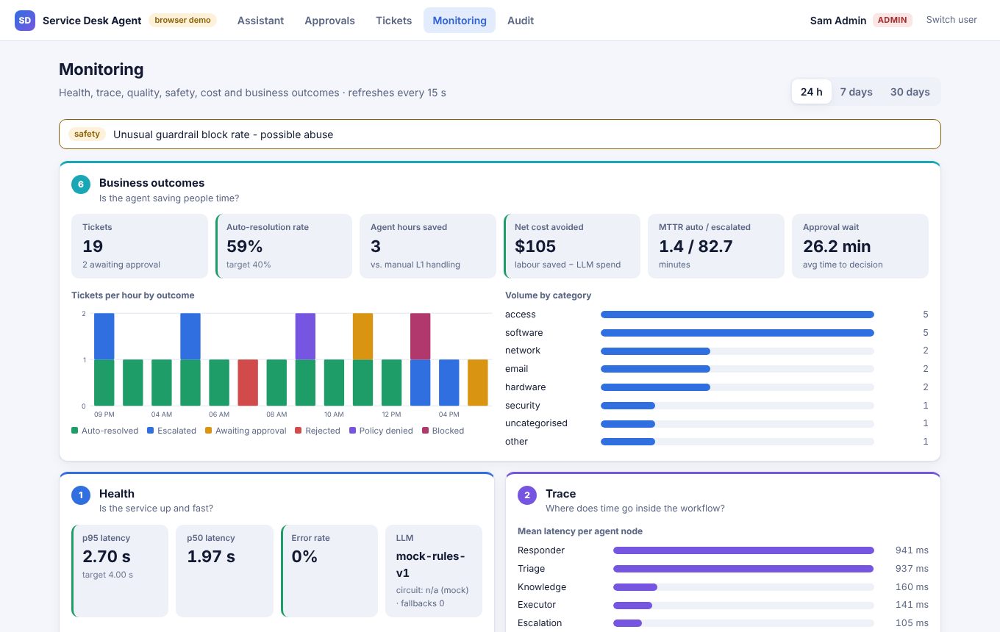 SD Service Desk Agent browser demo Assistant Approvals Tickets Monitoring Audit Sam Admin ADMIN Switch user
Monitoring
Health, trace, quality, safety, cost and business outcomes · refreshes every 15 s
24 h 7 days 30 days
safety Unusual guardrail block rate - possible abuse
6 Business outcomes
Is the agent saving people time?
Tickets
19
2 awaiting approval
Auto-resolution rate
59%
target 40%
Agent hours saved
3
vs. manual L1 handling
Net cost avoided
$105
labour saved − LLM spend
MTTR auto / escalated
1.4 / 82.7
minutes
Approval wait
26.2 min
avg time to decision
Tickets per hour by outcome
2
1
0
09 PM 04 AM 06 AM 08 AM 10 AM 12 PM 04 PM
Auto-resolved Escalated Awaiting approval Rejected Policy denied Blocked
Volume by category
access 5
software 5
network 2
email 2
hardware 2
security 1
uncategorised 1
other 1
1 Health
Is the service up and fast?
p95 latency
2.70 s
target 4.00 s
p50 latency
1.97 s
Error rate
0%
LLM
mock-rules-
v1
circuit: n/a (mock)
· fallbacks 0
2 Trace
Where does time go inside the workflow?
Mean latency per agent node
Responder 941 ms
Triage 937 ms
Knowledge 160 ms
Executor 141 ms
Escalation 105 ms